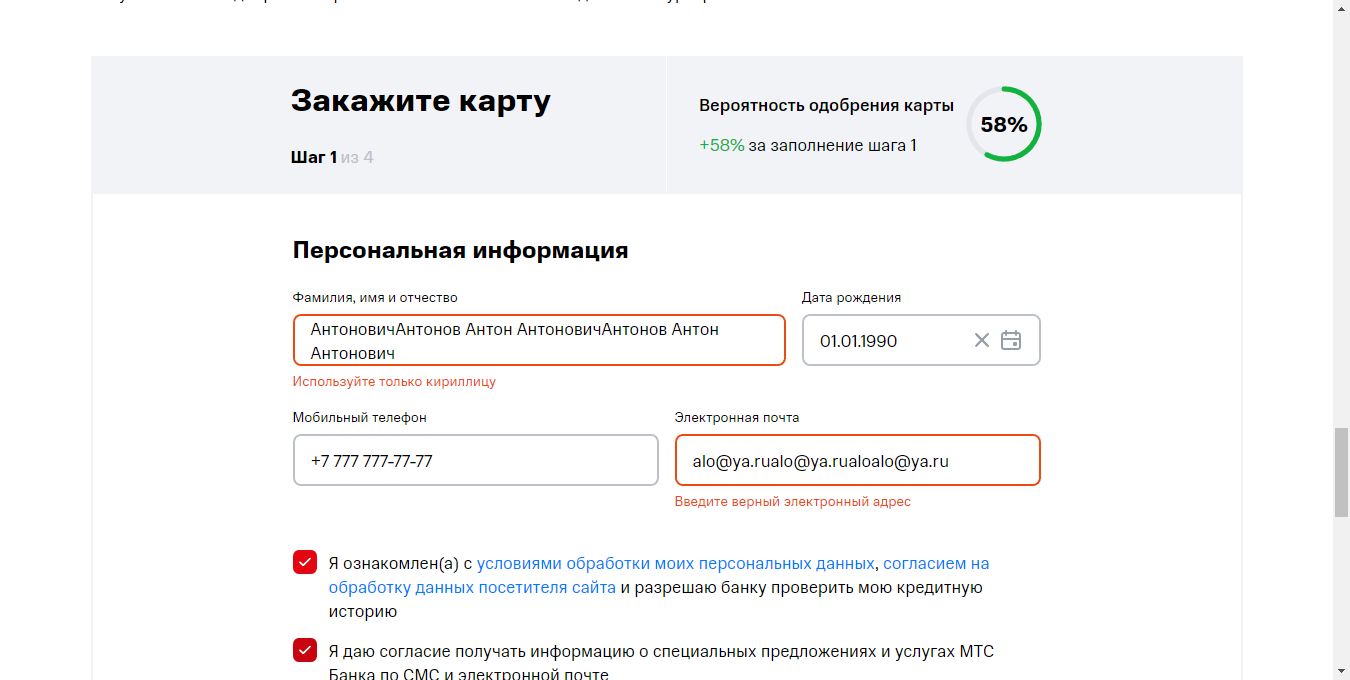 Закажите карту
Шаг 1 из 4
Вероятность одобрения карты
+58% за заполнение шага 1
58%
Персональная информация
Фамилия, имя и отчество
АнтоновичАнтонов Антон АнтоновичАнтонов Антон
Антонович
Используйте только кириллицу
Дата рождения
01.01.1990
Мобильный телефон
+7 777 777-77-77
Электронная почта
alo@ya.rualo@ya.rualoalo@ya.ru
Введите верный электронный адрес
Я ознакомлен(а) с условиями обработки моих персональных данных, согласием на
обработку данных посетителя сайта и разрешаю банку проверить мою кредитную
историю
Я даю согласие получать информацию о специальных предложениях и услугах МТС
Банка по СМС и электронной почте